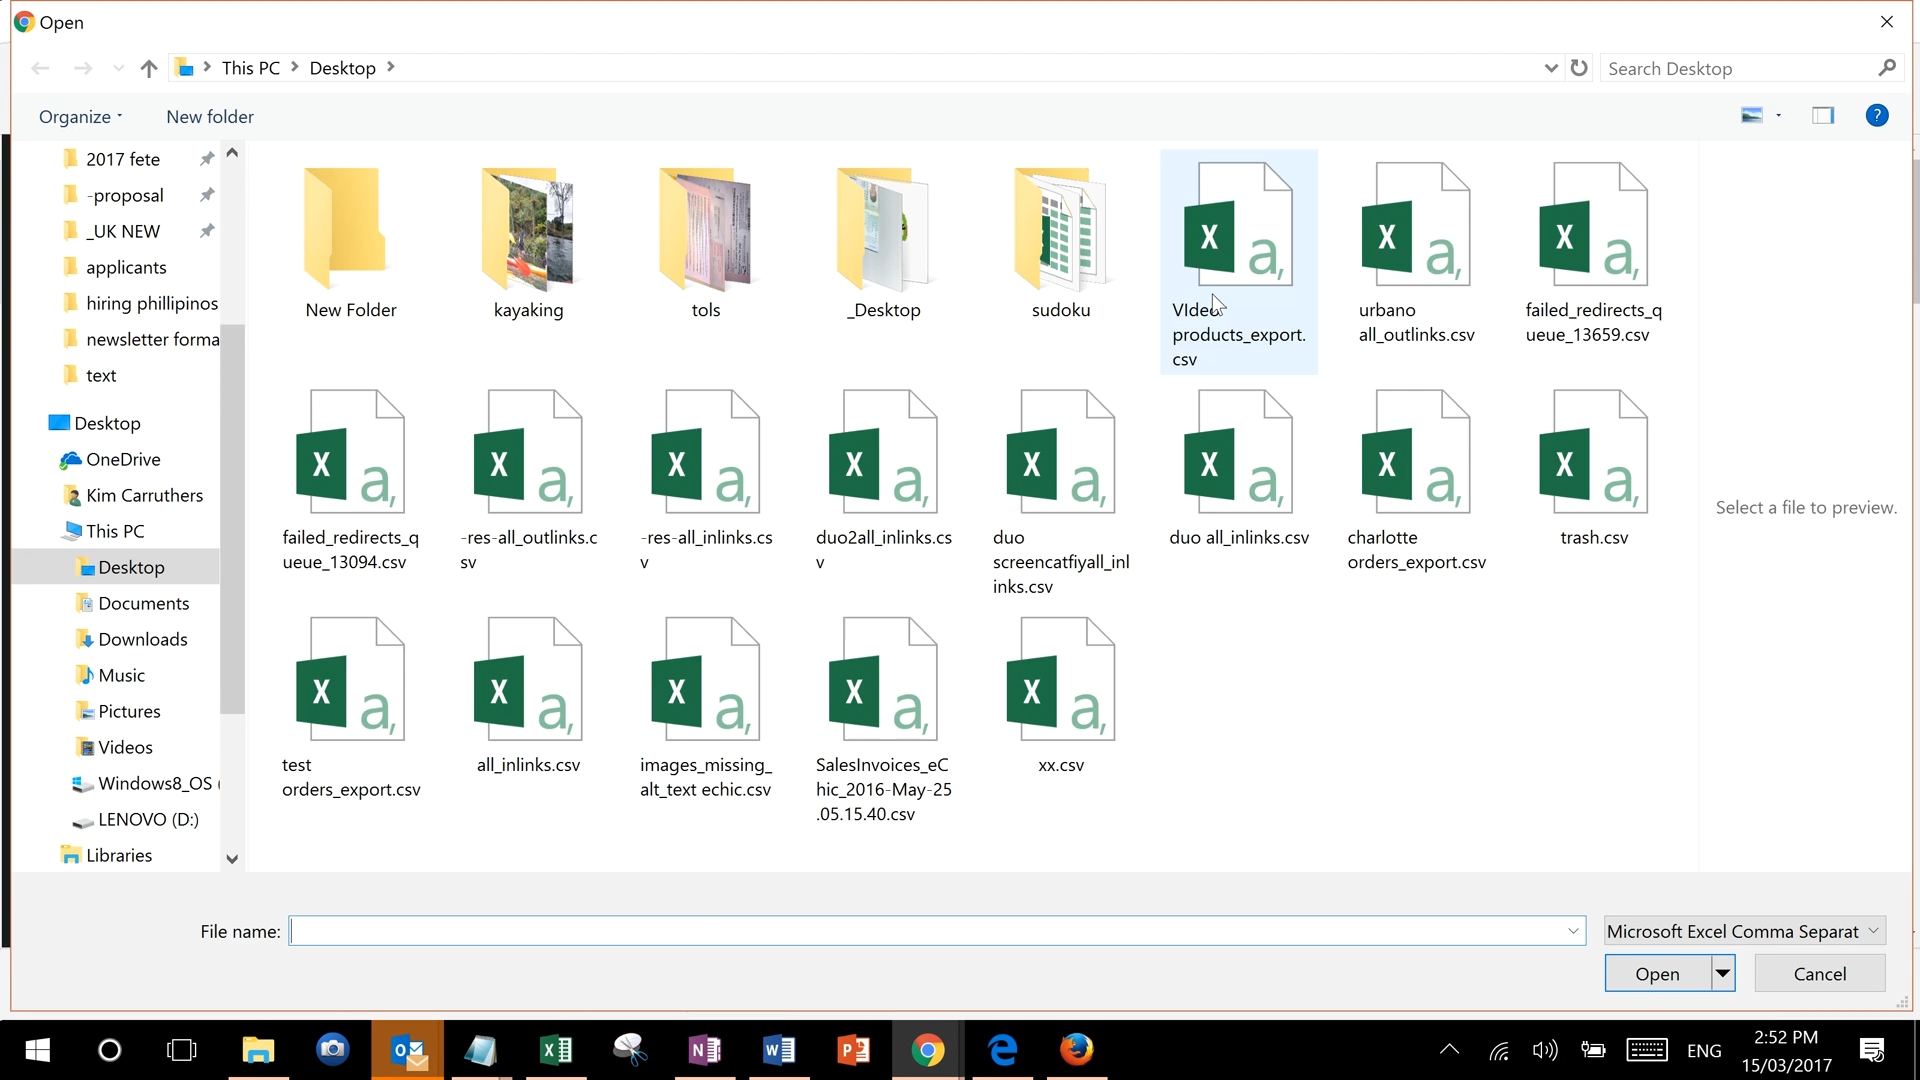 Open
This PC
Desktop
Search Desktop
Organize
New folder
?
2017 fete
-proposal
_UK NEW
applicants
hiring phillipinos
newsletter forma
text
Desktop
OneDrive
Kim Carruthers
This PC
Desktop
Documents
Downloads
Music
Pictures
Videos
Windows8_OS (
LENOVO (D:)
Libraries
New Folder
kayaking
tols
_Desktop
sudoku
VIdeo
products_export.
csv
urbano
all_outlinks.csv
failed_redirects_q
ueue_13659.csv
failed_redirects_q
ueue_13094.csv
-res-all_outlinks.c
sv
-res-all_inlinks.cs
v
duo2all_inlinks.cs
v
duo
screencatfiyall_inl
inks.csv
duo all_inlinks.csv
charlotte
orders_export.csv
trash.csv
test
orders_export.csv
all_inlinks.csv
images_missing_
alt_text echic.csv
SalesInvoices_eC
hic_2016-May-25
.05.15.40.csv
xx.csv
Select a file to preview.
File name:
Microsoft Excel Comma Separat
Open
Cancel
ENG
2:52 PM
15/03/2017